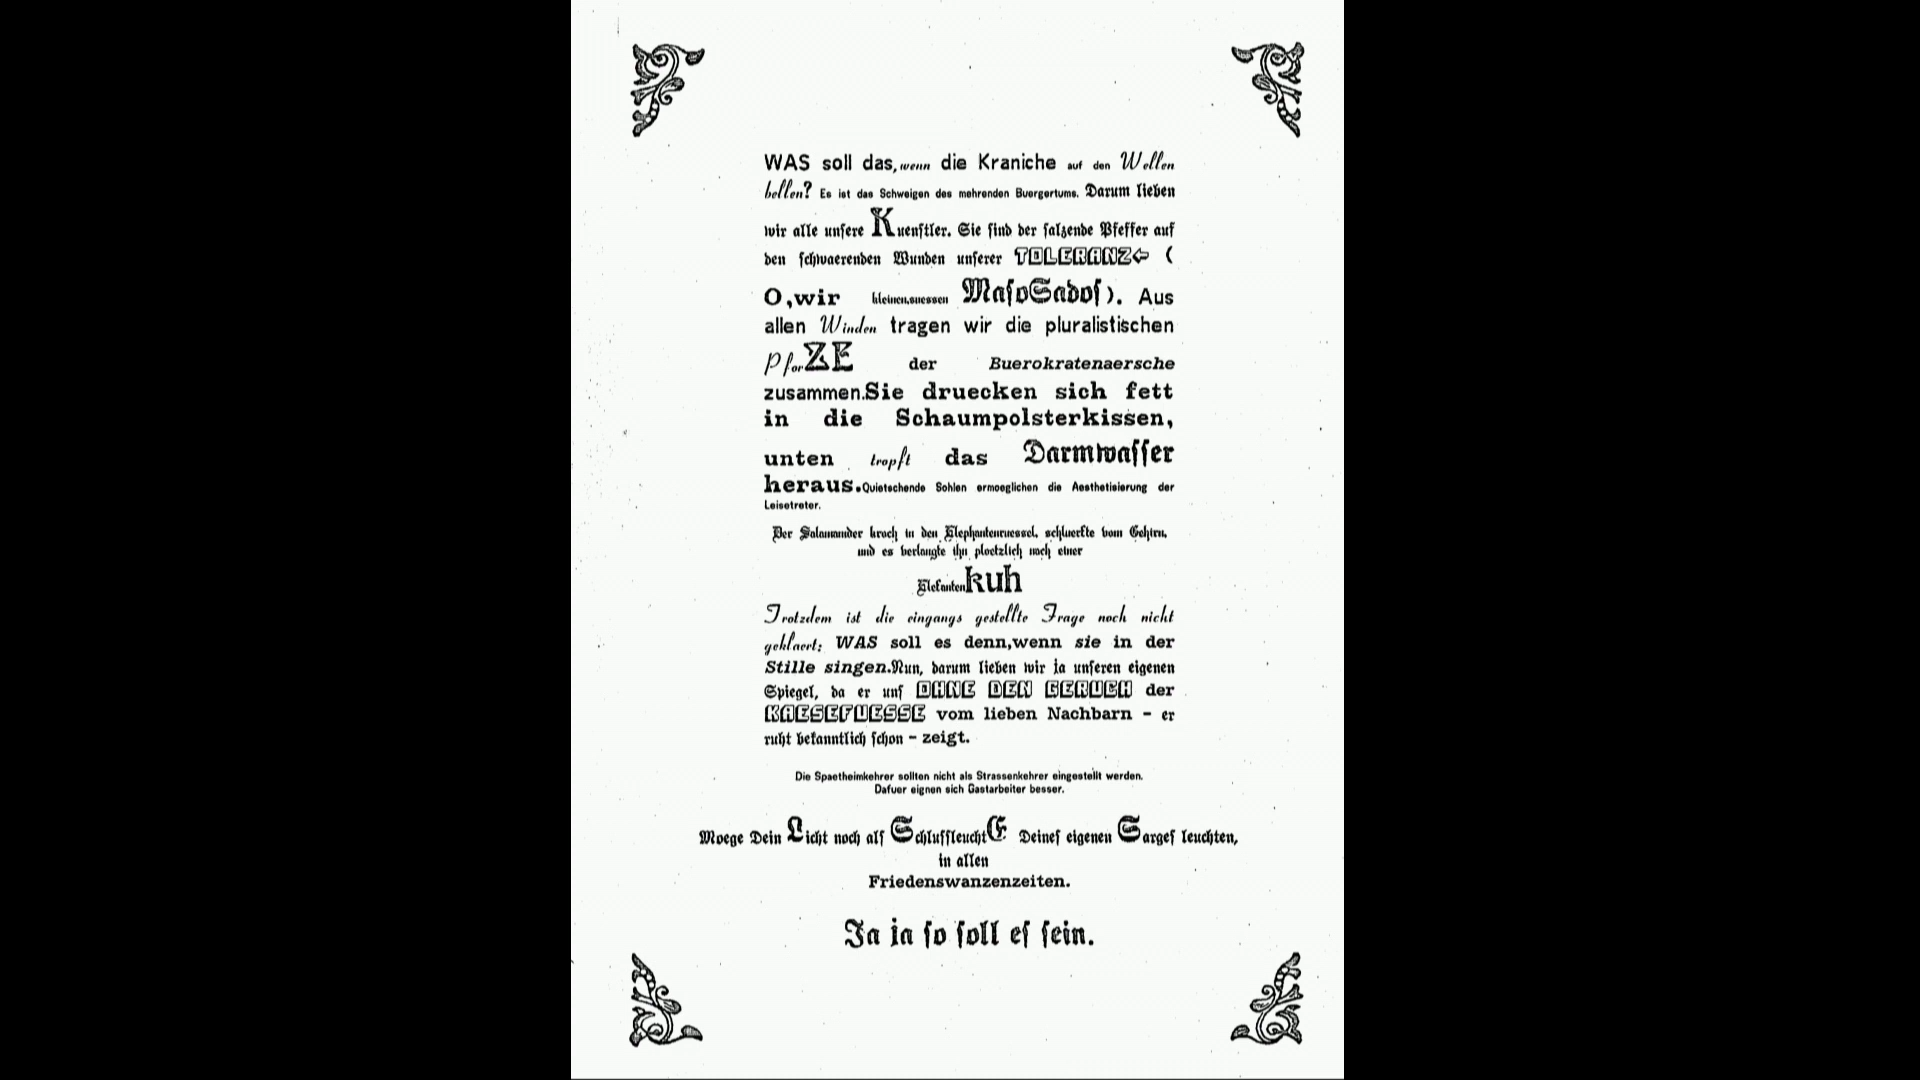 WAS soll das,wenn die Kraniche auf den Wellen
bellen? Es ist das Schweigen des mehrenden Buergertums. Darum lieben
wir alle unsere Kuenstler. Sie sind der salzende Pfeffer auf
den schwaerenden Wunden unserer TOLERANZ⇦ (
O,wir kleinen,suessen MasoSados). Aus
allen Winden tragen wir die pluralistischen
PforZE der Buerokratenaersche
zusammen.Sie druecken sich fett
in die Schaumpolsterkissen,
unten tropft das Darmwasser
heraus.Quietschende Sohlen ermoeglichen die Aesthetisierung der
Leisetreter.
Der Salamander kroch in den Elephantenruessel, schluerfte vom Gehirn,
und es verlangte ihn ploetzlich nach einer
Elefantenkuh
Trotzdem ist die eingangs gestellte Frage noch nicht
geklaert: WAS soll es denn,wenn sie in der
Stille singen.Nun, darum lieben wir ja unseren eigenen
Spiegel, da er uns OHNE DEN GERUCH der
KAESEFUESSE vom lieben Nachbarn - er
ruht bekanntlich schon - zeigt.
Die Spaetheimkehrer sollten nicht als Strassenkehrer eingestellt werden.
Dafuer eignen sich Gastarbeiter besser.
Moege Dein Licht noch als SchlussleuchtE Deines eigenen Sarges leuchten,
in allen
Friedenswanzenzeiten.
Ja ja so soll es sein.